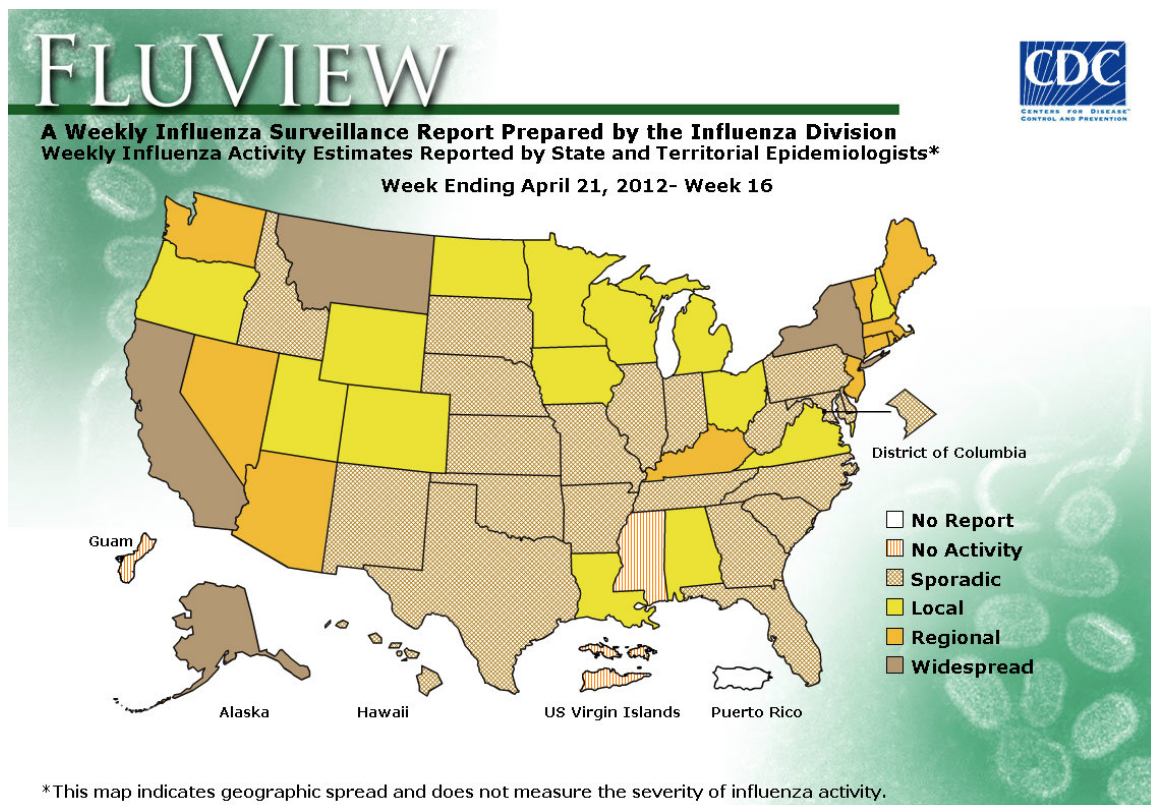 FLUVIEW
CDC
CENTERS FOR DISEASE™
CONTROL AND PREVENTION
A Weekly Influenza Surveillance Report Prepared by the Influenza Division
Weekly Influenza Activity Estimates Reported by State and Territorial Epidemiologists*
Week Ending April 21, 2012- Week 16
District of Columbia
No Report
Guam
No Activity
Sporadic
Local
Regional
Widespread
Alaska
Hawaii
US Virgin Islands
Puerto Rico
*This map indicates geographic spread and does not measure the severity of influenza activity.